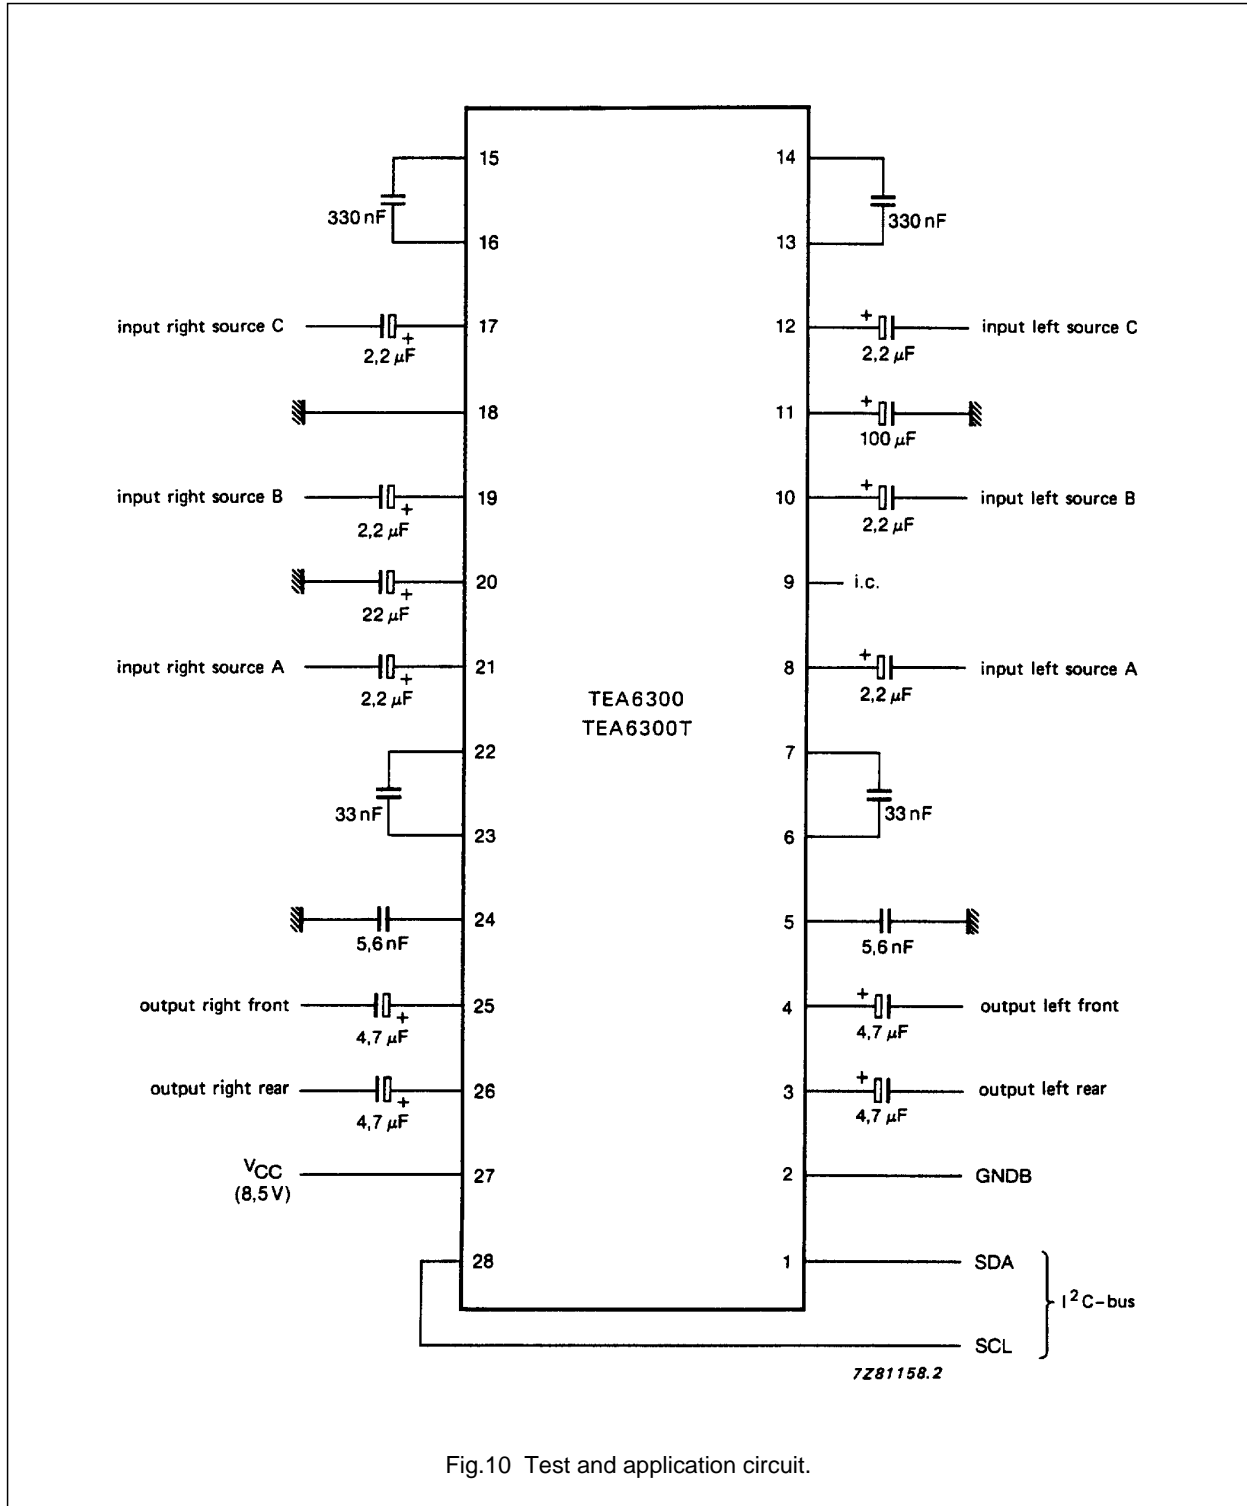 15 14
330 nF 330 nF
16 13
input right source C 17 12 + input left source C
+ 2,2 μF 2,2 μF
18 11 +
100 μF
input right source B 19 10 + input left source B
+ 2,2 μF 2,2 μF
20 9 i.c.
+ 22 μF
input right source A 21 8 + input left source A
+ 2,2 μF 2,2 μF
TEA6300
TEA6300T
22 7
33 nF 33 nF
23 6
24 5
5,6 nF 5,6 nF
output right front 25 4 + output left front
+ 4,7 μF 4,7 μF
output right rear 26 3 + output left rear
+ 4,7 μF 4,7 μF
VCC 27 2 GNDB
(8,5 V)
28 1 SDA
I²C-bus
SCL
7Z81158.2
Fig.10 Test and application circuit.